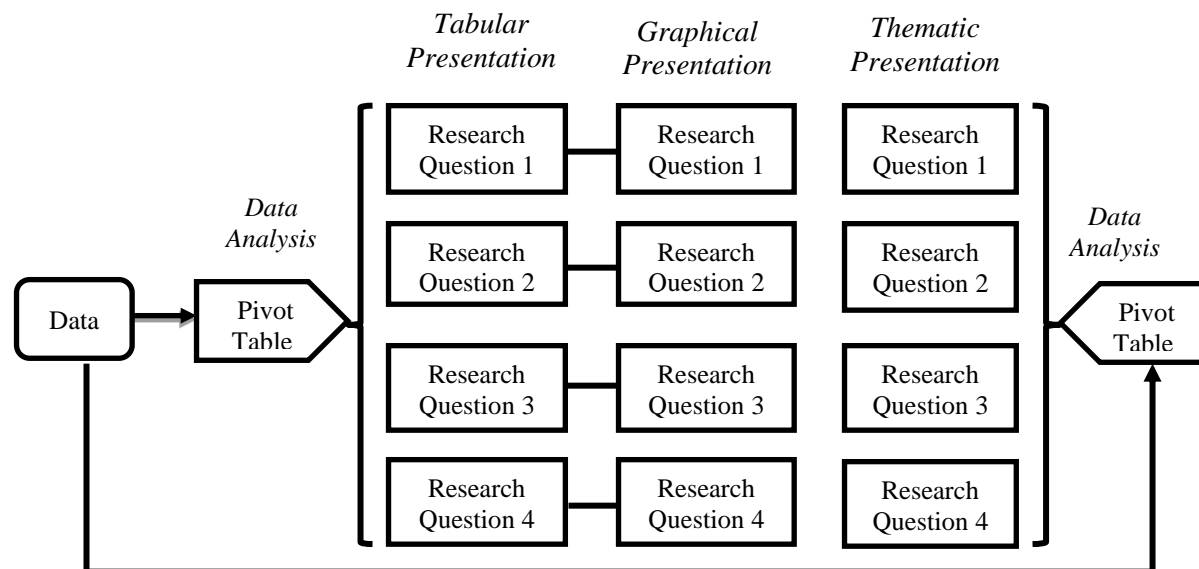 Tabular
Presentation
Graphical
Presentation
Thematic
Presentation
Research
Question 1
Research
Question 1
Research
Question 1
Data
Analysis
Research
Question 2
Research
Question 2
Research
Question 2
Data
Analysis
Data
Pivot
Table
Pivot
Table
Research
Question 3
Research
Question 3
Research
Question 3
Research
Question 4
Research
Question 4
Research
Question 4